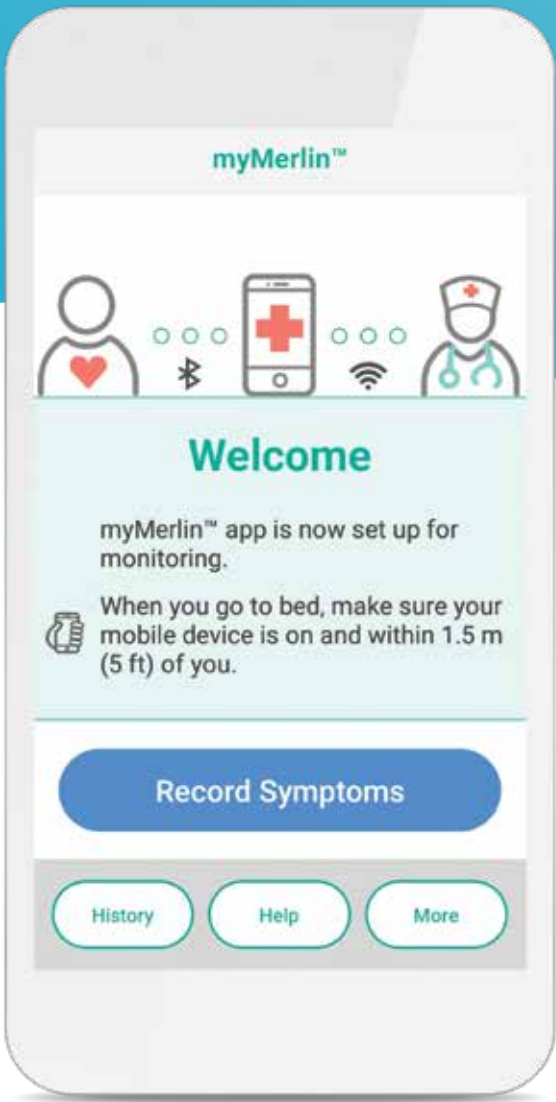 myMerlin™
Welcome
myMerlin™ app is now set up for
monitoring.
When you go to bed, make sure your
mobile device is on and within 1.5 m
(5 ft) of you.
Record Symptoms
History
Help
More